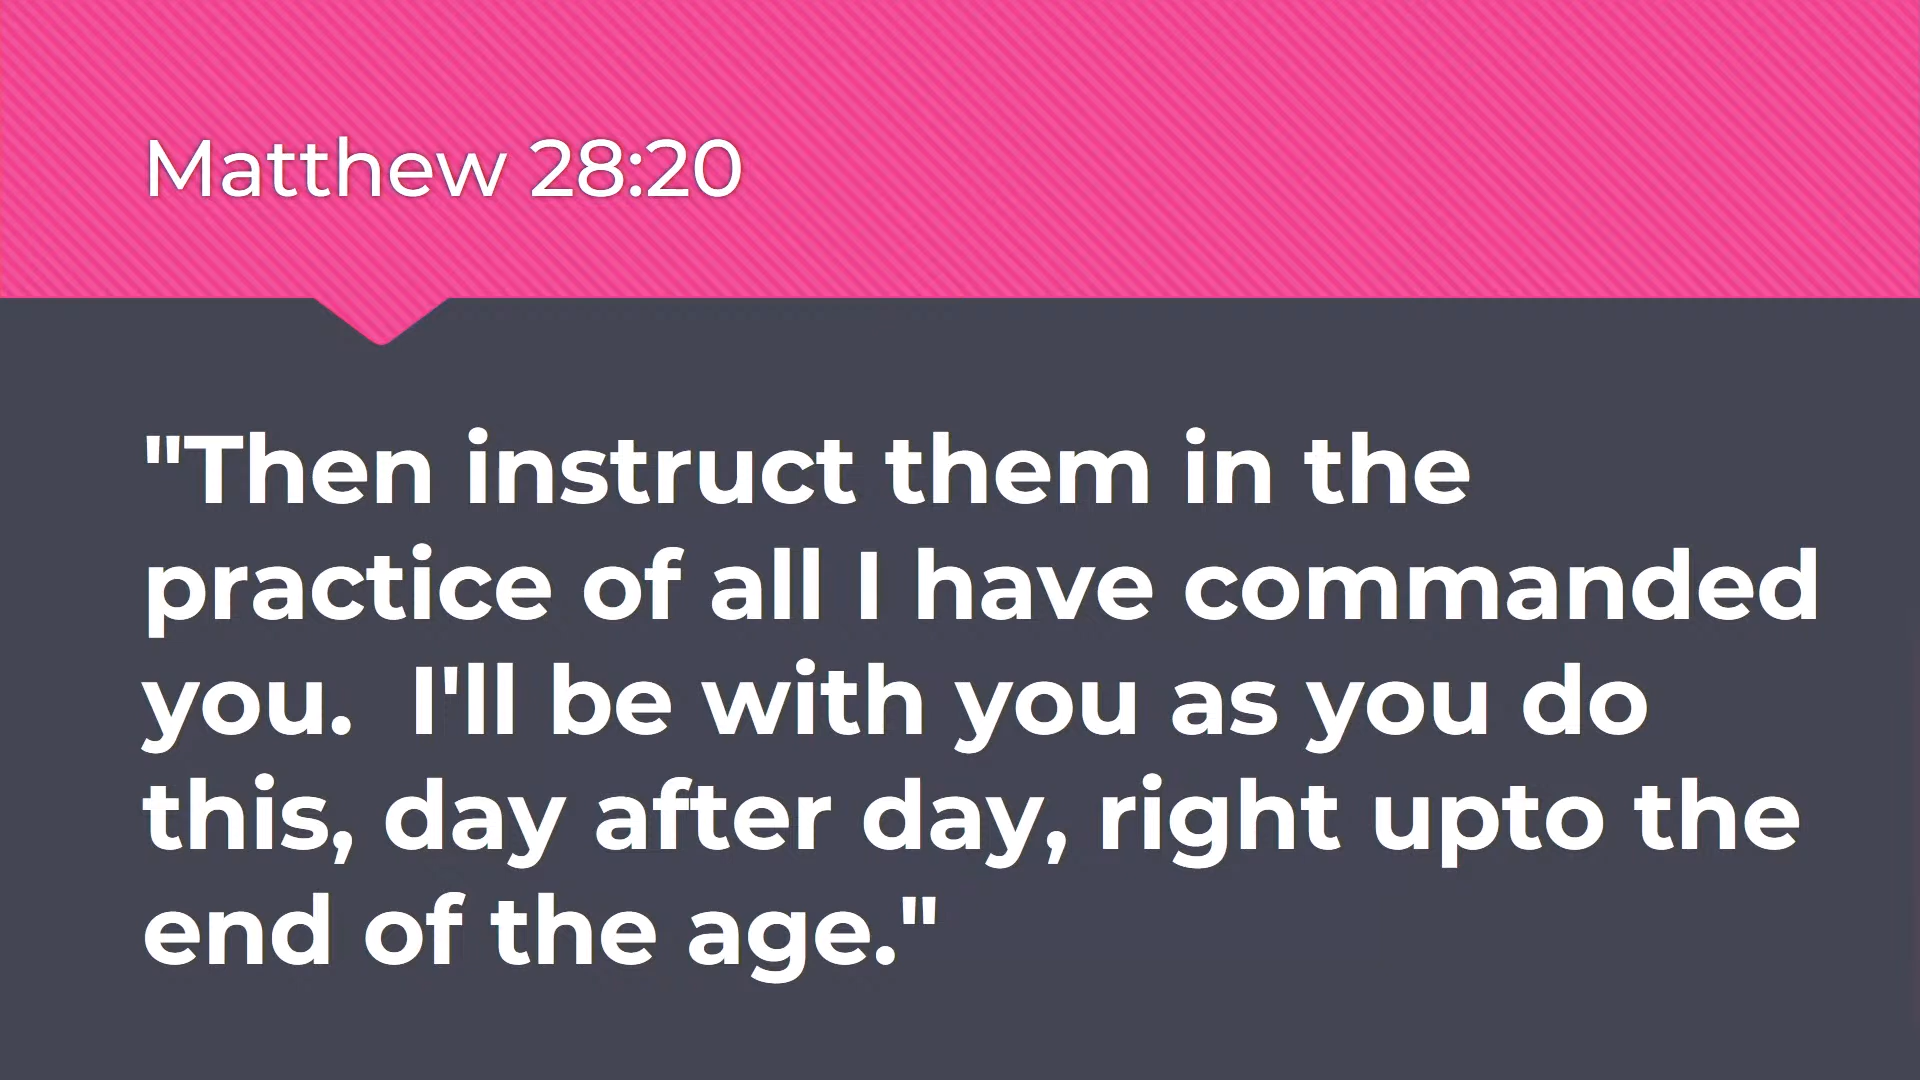 Matthew 28:20
"Then instruct them in the
practice of all I have commanded
you.  I'll be with you as you do
this, day after day, right upto the
end of the age."